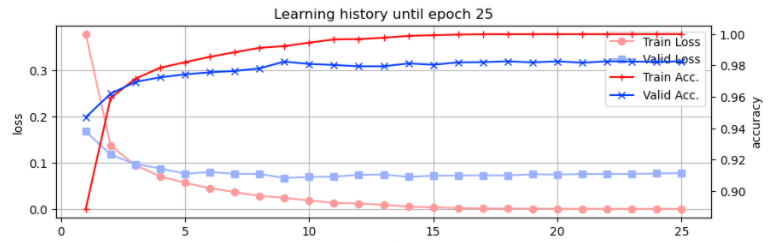 Learning history until epoch 25
loss
0.3
0.2
0.1
0.0
0
5
10
15
20
25
1.00
0.98
0.96
0.94
0.92
0.90
accuracy
Train Loss
Valid Loss
Train Acc.
Valid Acc.